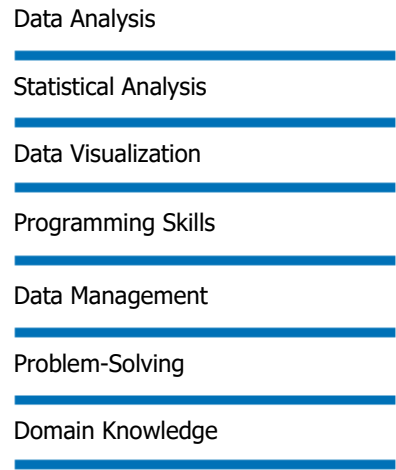 Data Analysis
Statistical Analysis
Data Visualization
Programming Skills
Data Management
Problem-Solving
Domain Knowledge